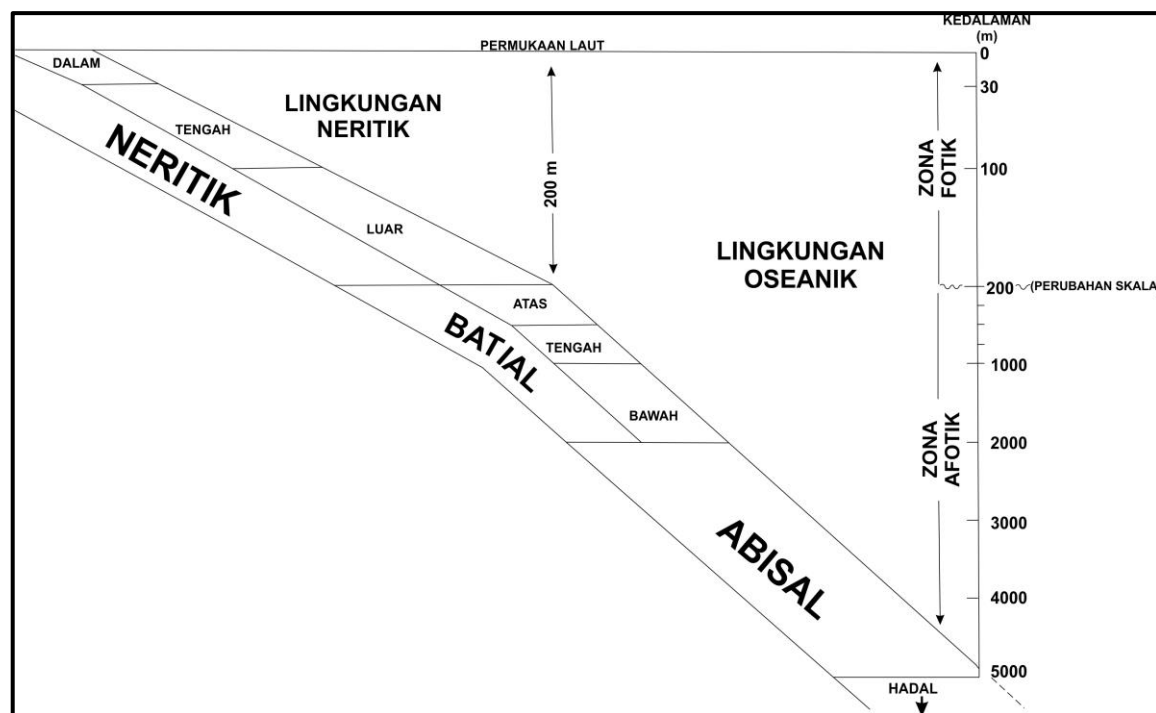 KEDALAMAN
(m)
PERMUKAAN LAUT
0
DALAM
30
LINGKUNGAN
NERITIK
TENGAH
NERITIK
200 m
ZONA
FOTIK
100
LUAR
LINGKUNGAN
OSEANIK
200 (PERUBAHAN SKALA
ATAS
BATIAL
TENGAH
1000
BAWAH
ZONA
AFOTIK
2000
ABISAL
3000
4000
5000
HADAL